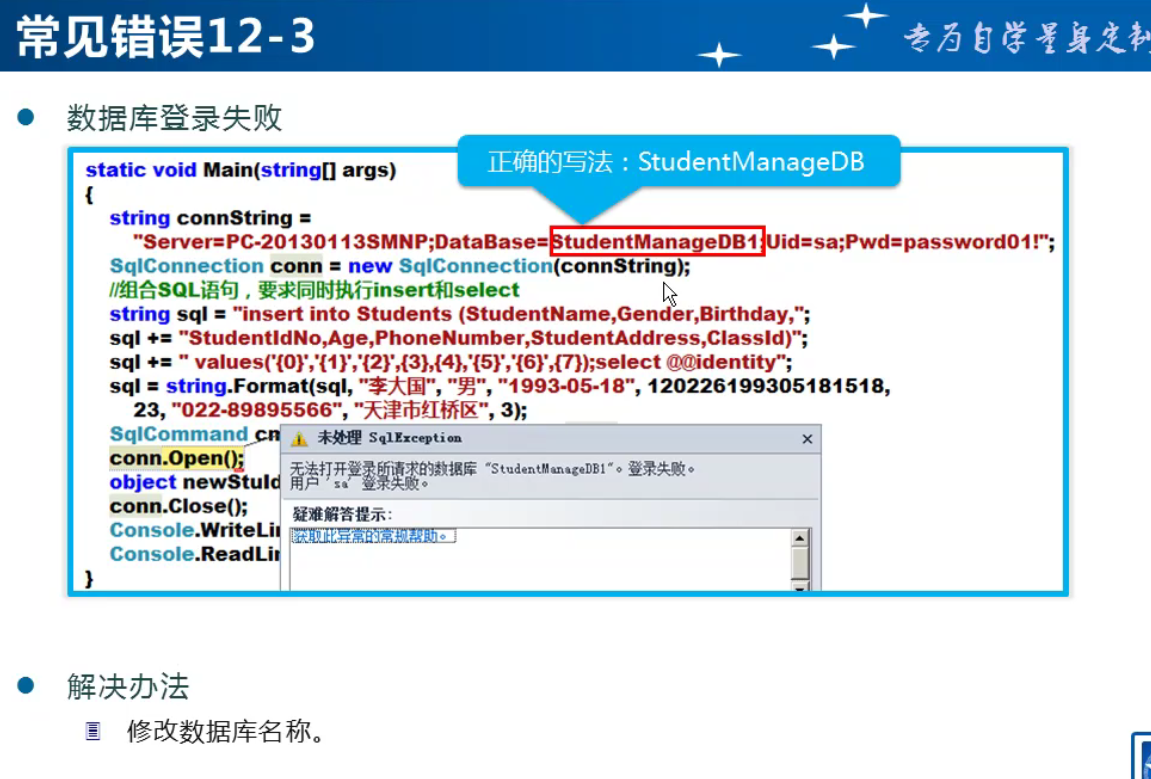 常见错误12-3
专为自学量身定制
数据库登录失败
正确的写法：StudentManageDB
static void Main(string[] args)
{
string connString =
"Server=PC-20130113SMNP;DataBase=StudentManageDB1;Uid=sa;Pwd=password01!";
SqlConnection conn = new SqlConnection(connString);
//组合SQL语句，要求同时执行insert和select
string sql = "insert into Students (StudentName,Gender,Birthday,";
sql += "StudentIdNo,Age,PhoneNumber,StudentAddress,ClassId)";
sql += " values('{0}','{1}','{2}',{3},{4},'{5}','{6}',{7});select @@identity";
sql = string.Format(sql, "李大国", "男", "1993-05-18", 120226199305181518,
23, "022-89895566", "天津市红桥区", 3);
SqlCommand cm
conn.Open();
object newStuId
conn.Close();
Console.WriteLin
Console.ReadLin
}
未处理 SqlException
无法打开登录所请求的数据库 "StudentManageDB1"。登录失败。
用户 'sa' 登录失败。
疑难解答提示:
获取此异常的常规帮助。
解决办法
修改数据库名称。